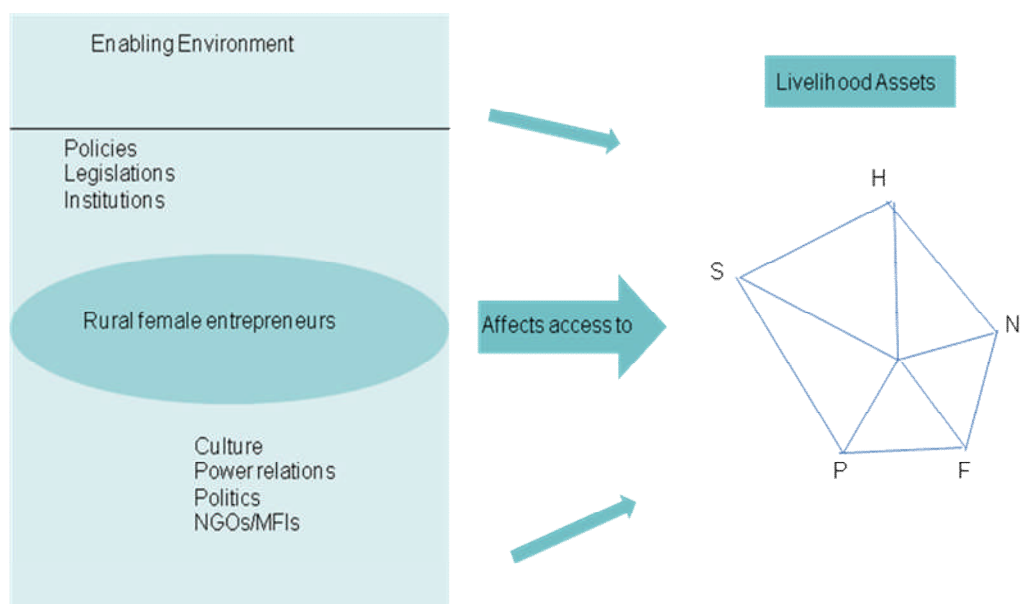 Enabling Environment
Policies
Legislations
Institutions
Rural female entrepreneurs
Culture
Power relations
Politics
NGOs/MFIs
Affects access to
Livelihood Assets
H
S
N
P
F